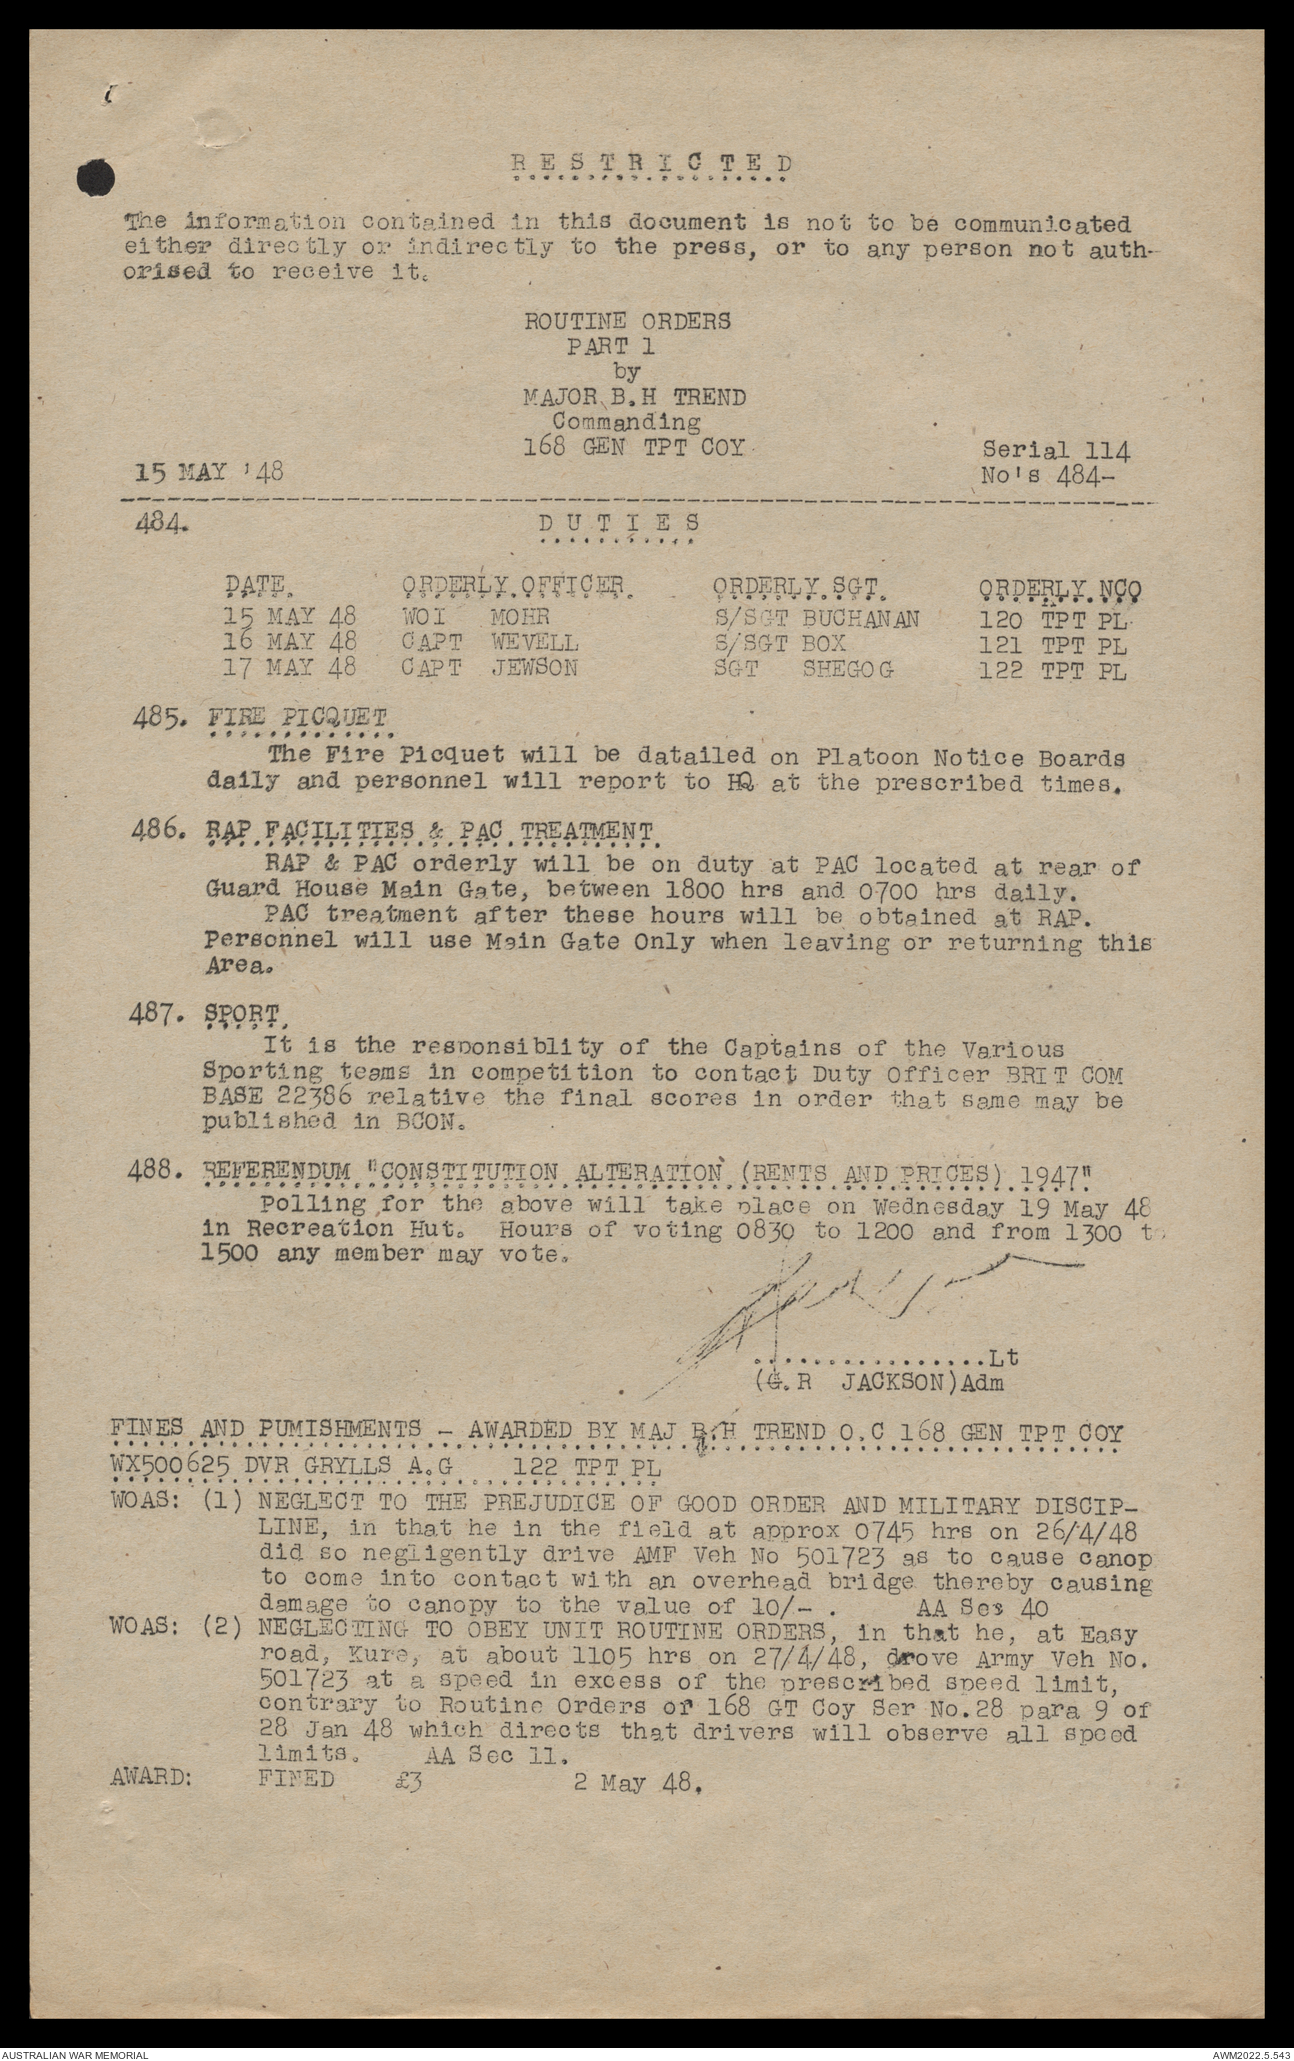 R E S T R I C T E D
The information contained in this document is not to be communicated
either directly or indirectly to the press, or to any person not auth-
orised to receive it.
ROUTINE ORDERS
PART 1
by
MAJOR B.H TREND
Commanding
168 GEN TPT COY
Serial 114
15 MAY '48
No's 484-
484. D U T I E S
DATE. ORDERLY OFFICER. ORDERLY SGT. ORDERLY NCO
15 MAY 48 WOI MOHR S/SGT BUCHANAN 120 TPT PL
16 MAY 48 CAPT WEVELL S/SGT BOX 121 TPT PL
17 MAY 48 CAPT JEWSON SGT SHEGOG 122 TPT PL
485. FIRE PICQUET
The Fire Picquet will be datailed on Platoon Notice Boards
daily and personnel will report to HQ at the prescribed times.
486. RAP FACILITIES & PAC TREATMENT.
RAP & PAC orderly will be on duty at PAC located at rear of
Guard House Main Gate, between 1800 hrs and 0700 hrs daily.
PAC treatment after these hours will be obtained at RAP.
Personnel will use Main Gate Only when leaving or returning this
Area.
487. SPORT.
It is the responsiblity of the Captains of the Various
Sporting teams in competition to contact Duty Officer BRIT COM
BASE 22386 relative the final scores in order that same may be
published in BCON.
488. REFERENDUM "CONSTITUTION ALTERATION (RENTS AND PRICES) 1947"
Polling for the above will take place on Wednesday 19 May 48
in Recreation Hut. Hours of voting 0830 to 1200 and from 1300 to
1500 any member may vote.
................Lt
(G.R JACKSON)Adm
FINES AND PUMISHMENTS - AWARDED BY MAJ B.H TREND O.C 168 GEN TPT COY
WX500625 DVR GRYLLS A.G 122 TPT PL
WOAS: (1) NEGLECT TO THE PREJUDICE OF GOOD ORDER AND MILITARY DISCIP-
LINE, in that he in the field at approx 0745 hrs on 26/4/48
did so negligently drive AMF Veh No 501723 as to cause canop
to come into contact with an overhead bridge thereby causing
damage to canopy to the value of 10/- . AA Ses 40
WOAS: (2) NEGLECTING TO OBEY UNIT ROUTINE ORDERS, in that he, at Easy
road, Kure, at about 1105 hrs on 27/4/48, drove Army Veh No.
501723 at a speed in excess of the prescribed speed limit,
contrary to Routine Orders of 168 GT Coy Ser No.28 para 9 of
28 Jan 48 which directs that drivers will observe all speed
limits. AA Sec 11.
AWARD: FINED £3 2 May 48.
AUSTRALIAN WAR MEMORIAL
AWM2022.5.543